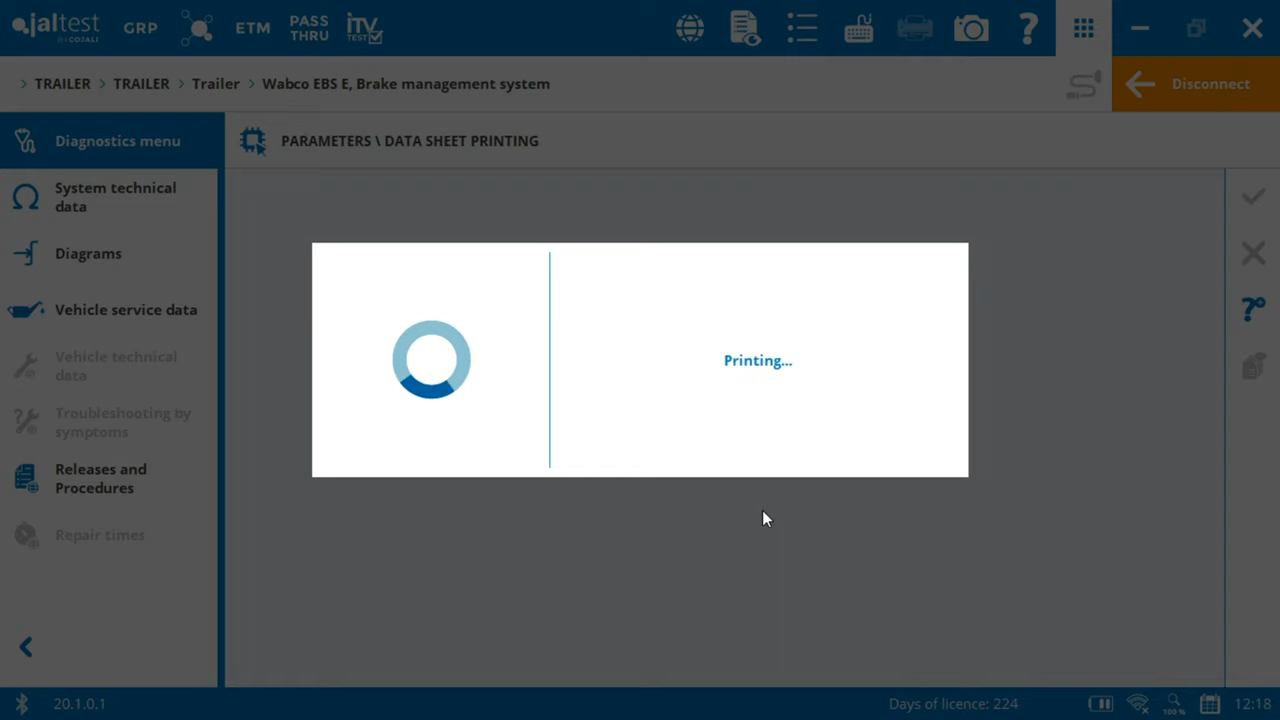 jaltest
BY COJALI
GRP
ETM
PASS
THRU
itv
TEST
> TRAILER > TRAILER > Trailer > Wabco EBS E, Brake management system
Disconnect
Diagnostics menu
PARAMETERS \ DATA SHEET PRINTING
System technical
data
Diagrams
Vehicle service data
Vehicle technical
data
Troubleshooting by
symptoms
Releases and
Procedures
Repair times
Printing...
20.1.0.1
Days of licence: 224
100 %
12:18